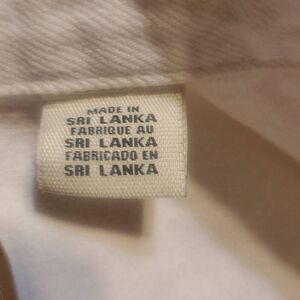 MADE IN
SRI LANKA
FABRIQUE AU
SRI LANKA
FABRICADO EN
SRI LANKA